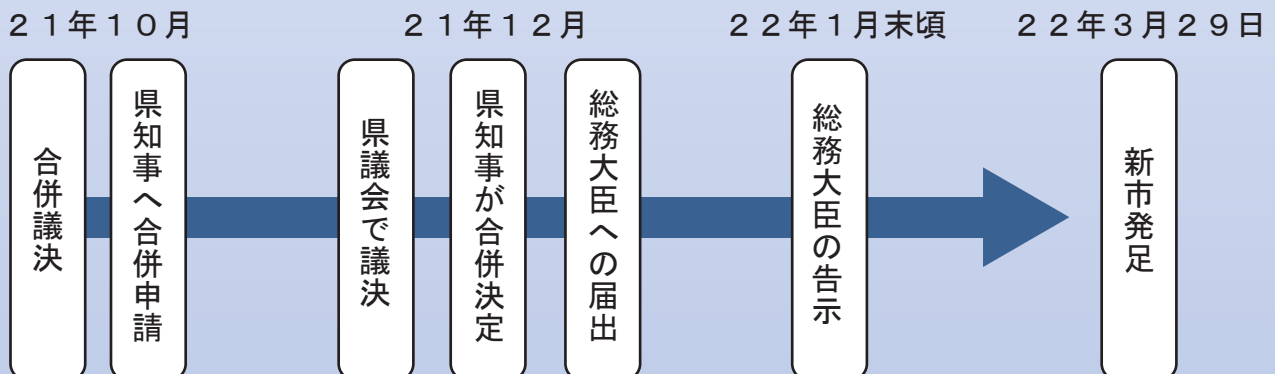 ２１年１０月
２１年１２月
２２年１月末頃
２２年３月２９日
合併議決
県知事へ合併申請
県議会で議決
県知事が合併決定
総務大臣への届出
総務大臣の告示
新市発足